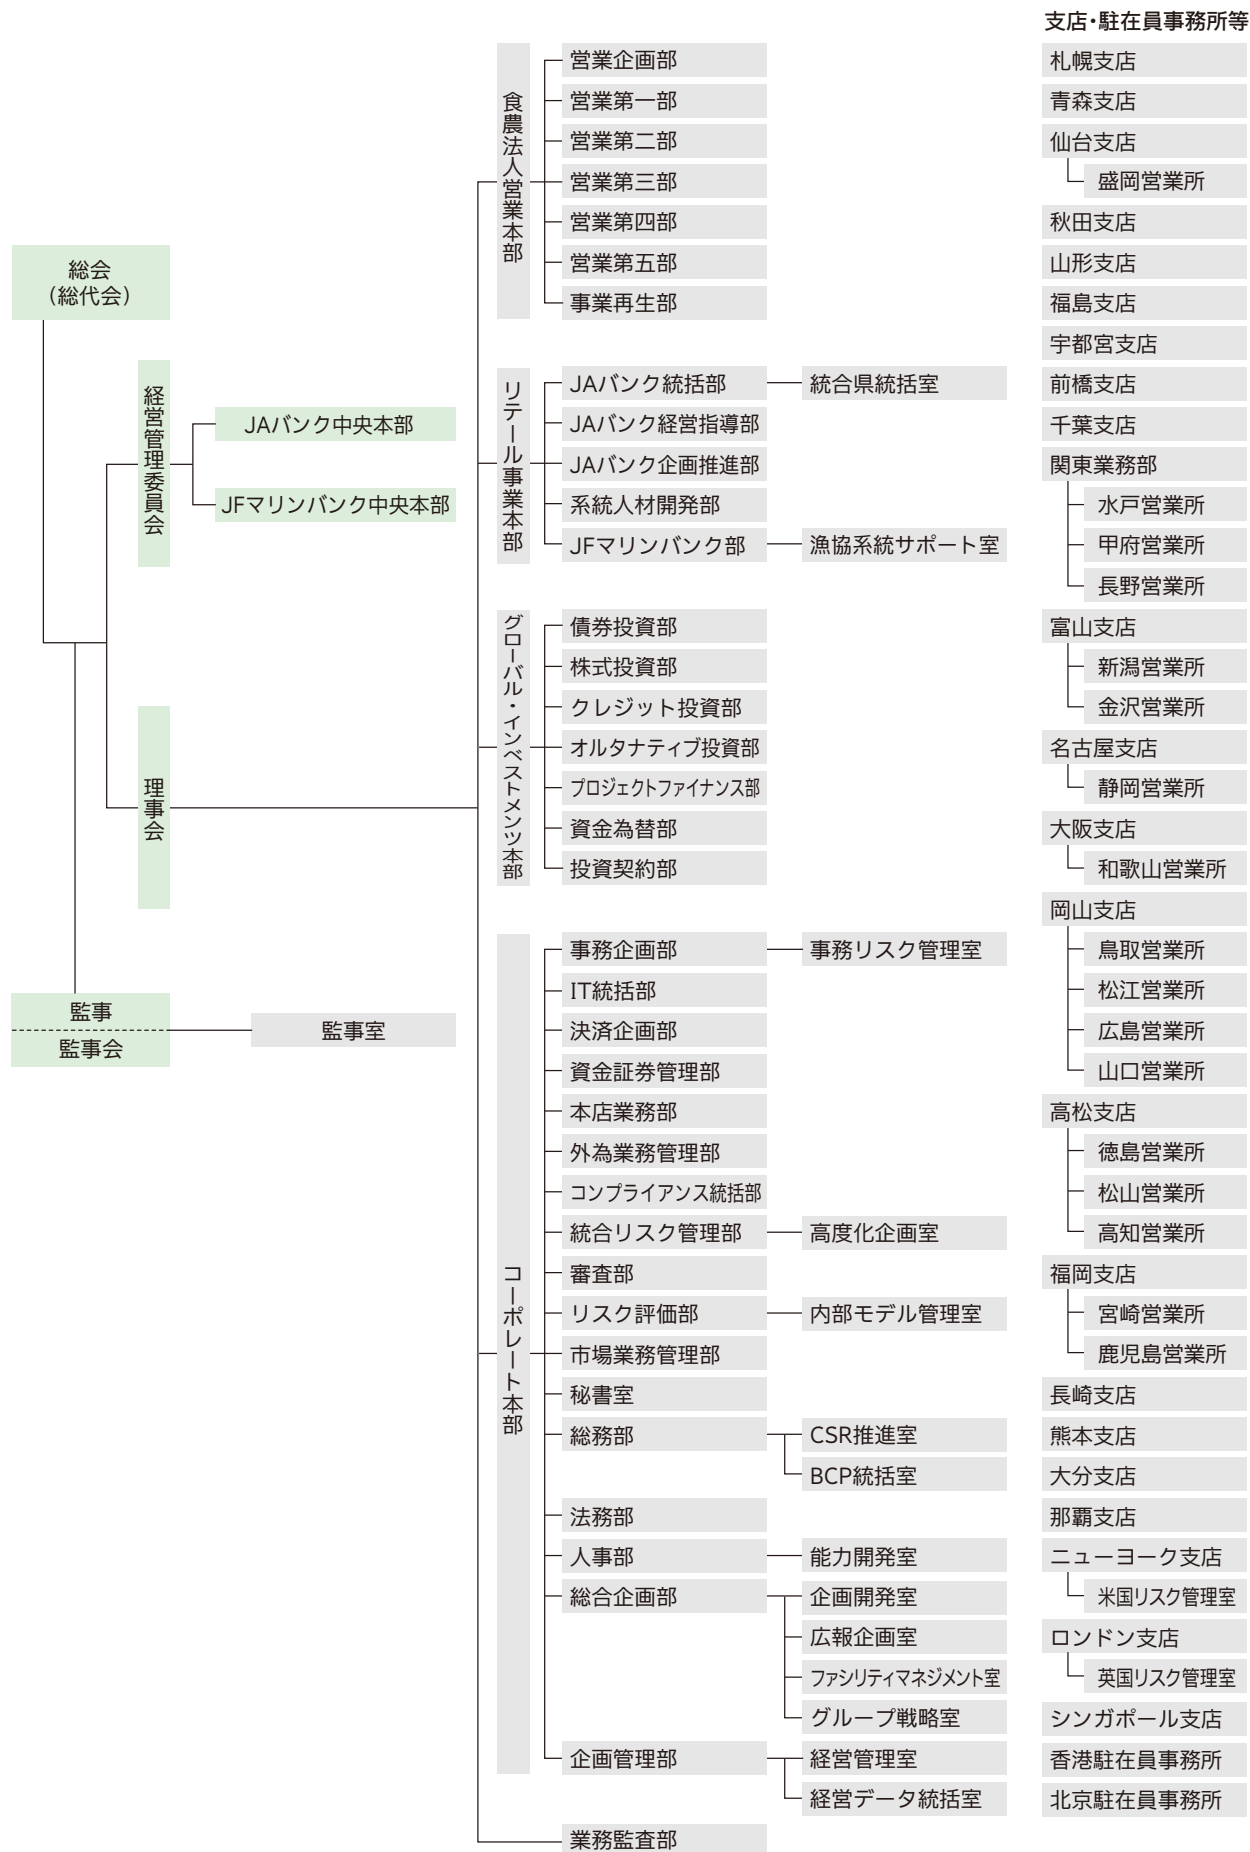 総会
（総代会）
経営管理委員会
JAバンク中央本部
JFマリンバンク中央本部
理事会
監事
監事会
監事室
食農法人営業本部
営業企画部
営業第一部
営業第二部
営業第三部
営業第四部
営業第五部
事業再生部
リテール事業本部
JAバンク統括部
統合県統括室
JAバンク経営指導部
JAバンク企画推進部
系統人材開発部
JFマリンバンク部
漁協系統サポート室
グローバル・インベストメンツ本部
債券投資部
株式投資部
クレジット投資部
オルタナティブ投資部
プロジェクトファイナンス部
資金為替部
投資契約部
コーポレート本部
事務企画部
事務リスク管理室
IT統括部
決済企画部
資金証券管理部
本店業務部
外為業務管理部
コンプライアンス統括部
統合リスク管理部
高度化企画室
審査部
リスク評価部
内部モデル管理室
市場業務管理部
秘書室
総務部
CSR推進室
BCP統括室
法務部
人事部
能力開発室
総合企画部
企画開発室
広報企画室
ファシリティマネジメント室
グループ戦略室
企画管理部
経営管理室
経営データ統括室
業務監査部
支店・駐在員事務所等
札幌支店
青森支店
仙台支店
盛岡営業所
秋田支店
山形支店
福島支店
宇都宮支店
前橋支店
千葉支店
関東業務部
水戸営業所
甲府営業所
長野営業所
富山支店
新潟営業所
金沢営業所
名古屋支店
静岡営業所
大阪支店
和歌山営業所
岡山支店
鳥取営業所
松江営業所
広島営業所
山口営業所
高松支店
徳島営業所
松山営業所
高知営業所
福岡支店
宮崎営業所
鹿児島営業所
長崎支店
熊本支店
大分支店
那覇支店
ニューヨーク支店
米国リスク管理室
ロンドン支店
英国リスク管理室
シンガポール支店
香港駐在員事務所
北京駐在員事務所